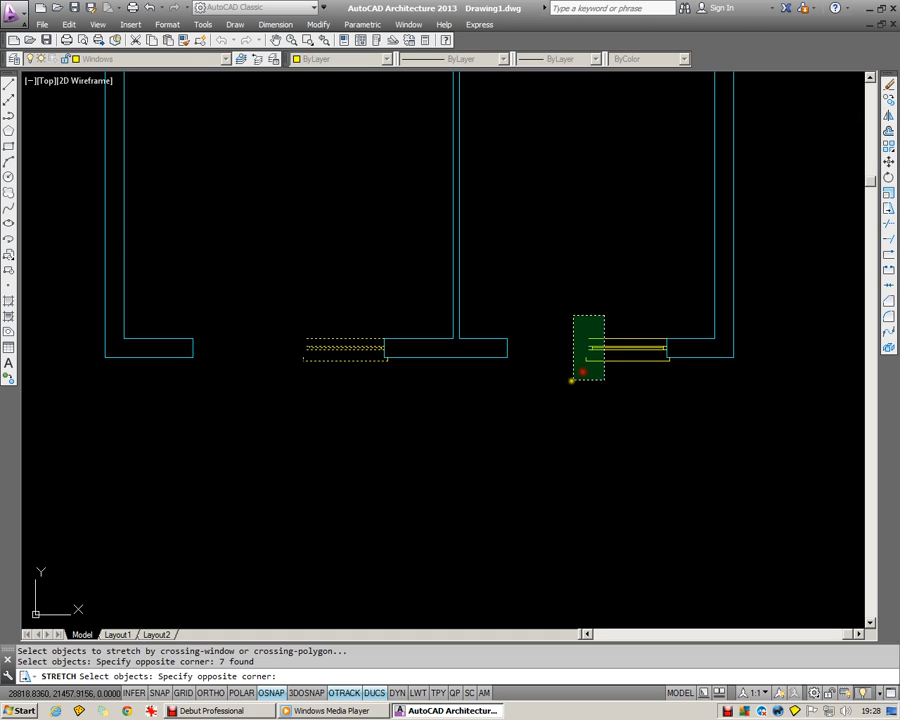 AutoCAD Classic
AutoCAD Architecture 2013 Drawing1.dwg
Type a keyword or phrase
Sign In
File Edit View Insert Format Tools Draw Dimension Modify Parametric Window Help Express
Windows
ByLayer
ByLayer
ByLayer
ByColor
[−][Top][2D Wireframe]
Y
X
Model Layout1 Layout2
Select objects to stretch by crossing-window or crossing-polygon...
Select objects: Specify opposite corner: 7 found
STRETCH Select objects: Specify opposite corner:
28818.8360, 21457.9156, 0.0000 INFER SNAP GRID ORTHO POLAR OSNAP 3DOSNAP OTRACK DUCS DYN LWT TPY QP SC AM MODEL 1:1
Start Debut Professional Windows Media Player AutoCAD Architectur... 19:28